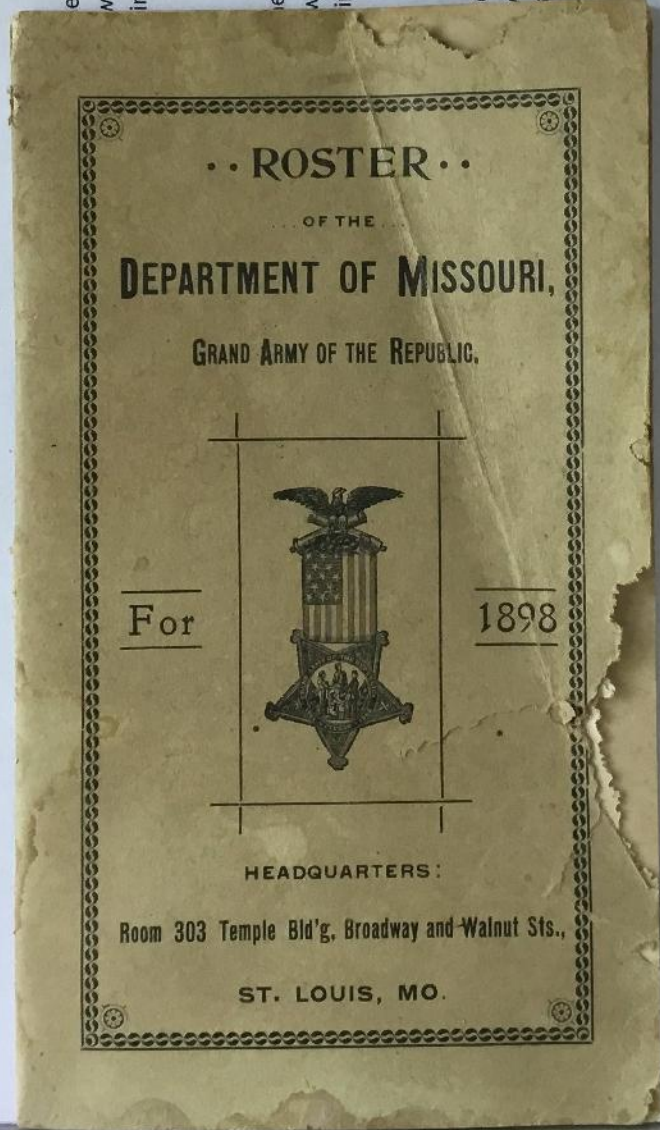 ··ROSTER··
...OF THE...
DEPARTMENT OF MISSOURI,
GRAND ARMY OF THE REPUBLIC.
For
1898
HEADQUARTERS:
Room 303 Temple Bld'g, Broadway and Walnut Sts.,
ST. LOUIS, MO.